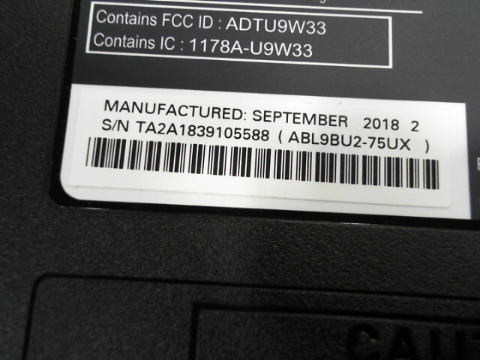 Contains FCC ID : ADTU9W33
Contains IC : 1178A-U9W33
MANUFACTURED: SEPTEMBER 2018 2
S/N TA2A1839105588 ( ABL9BU2-75UX )